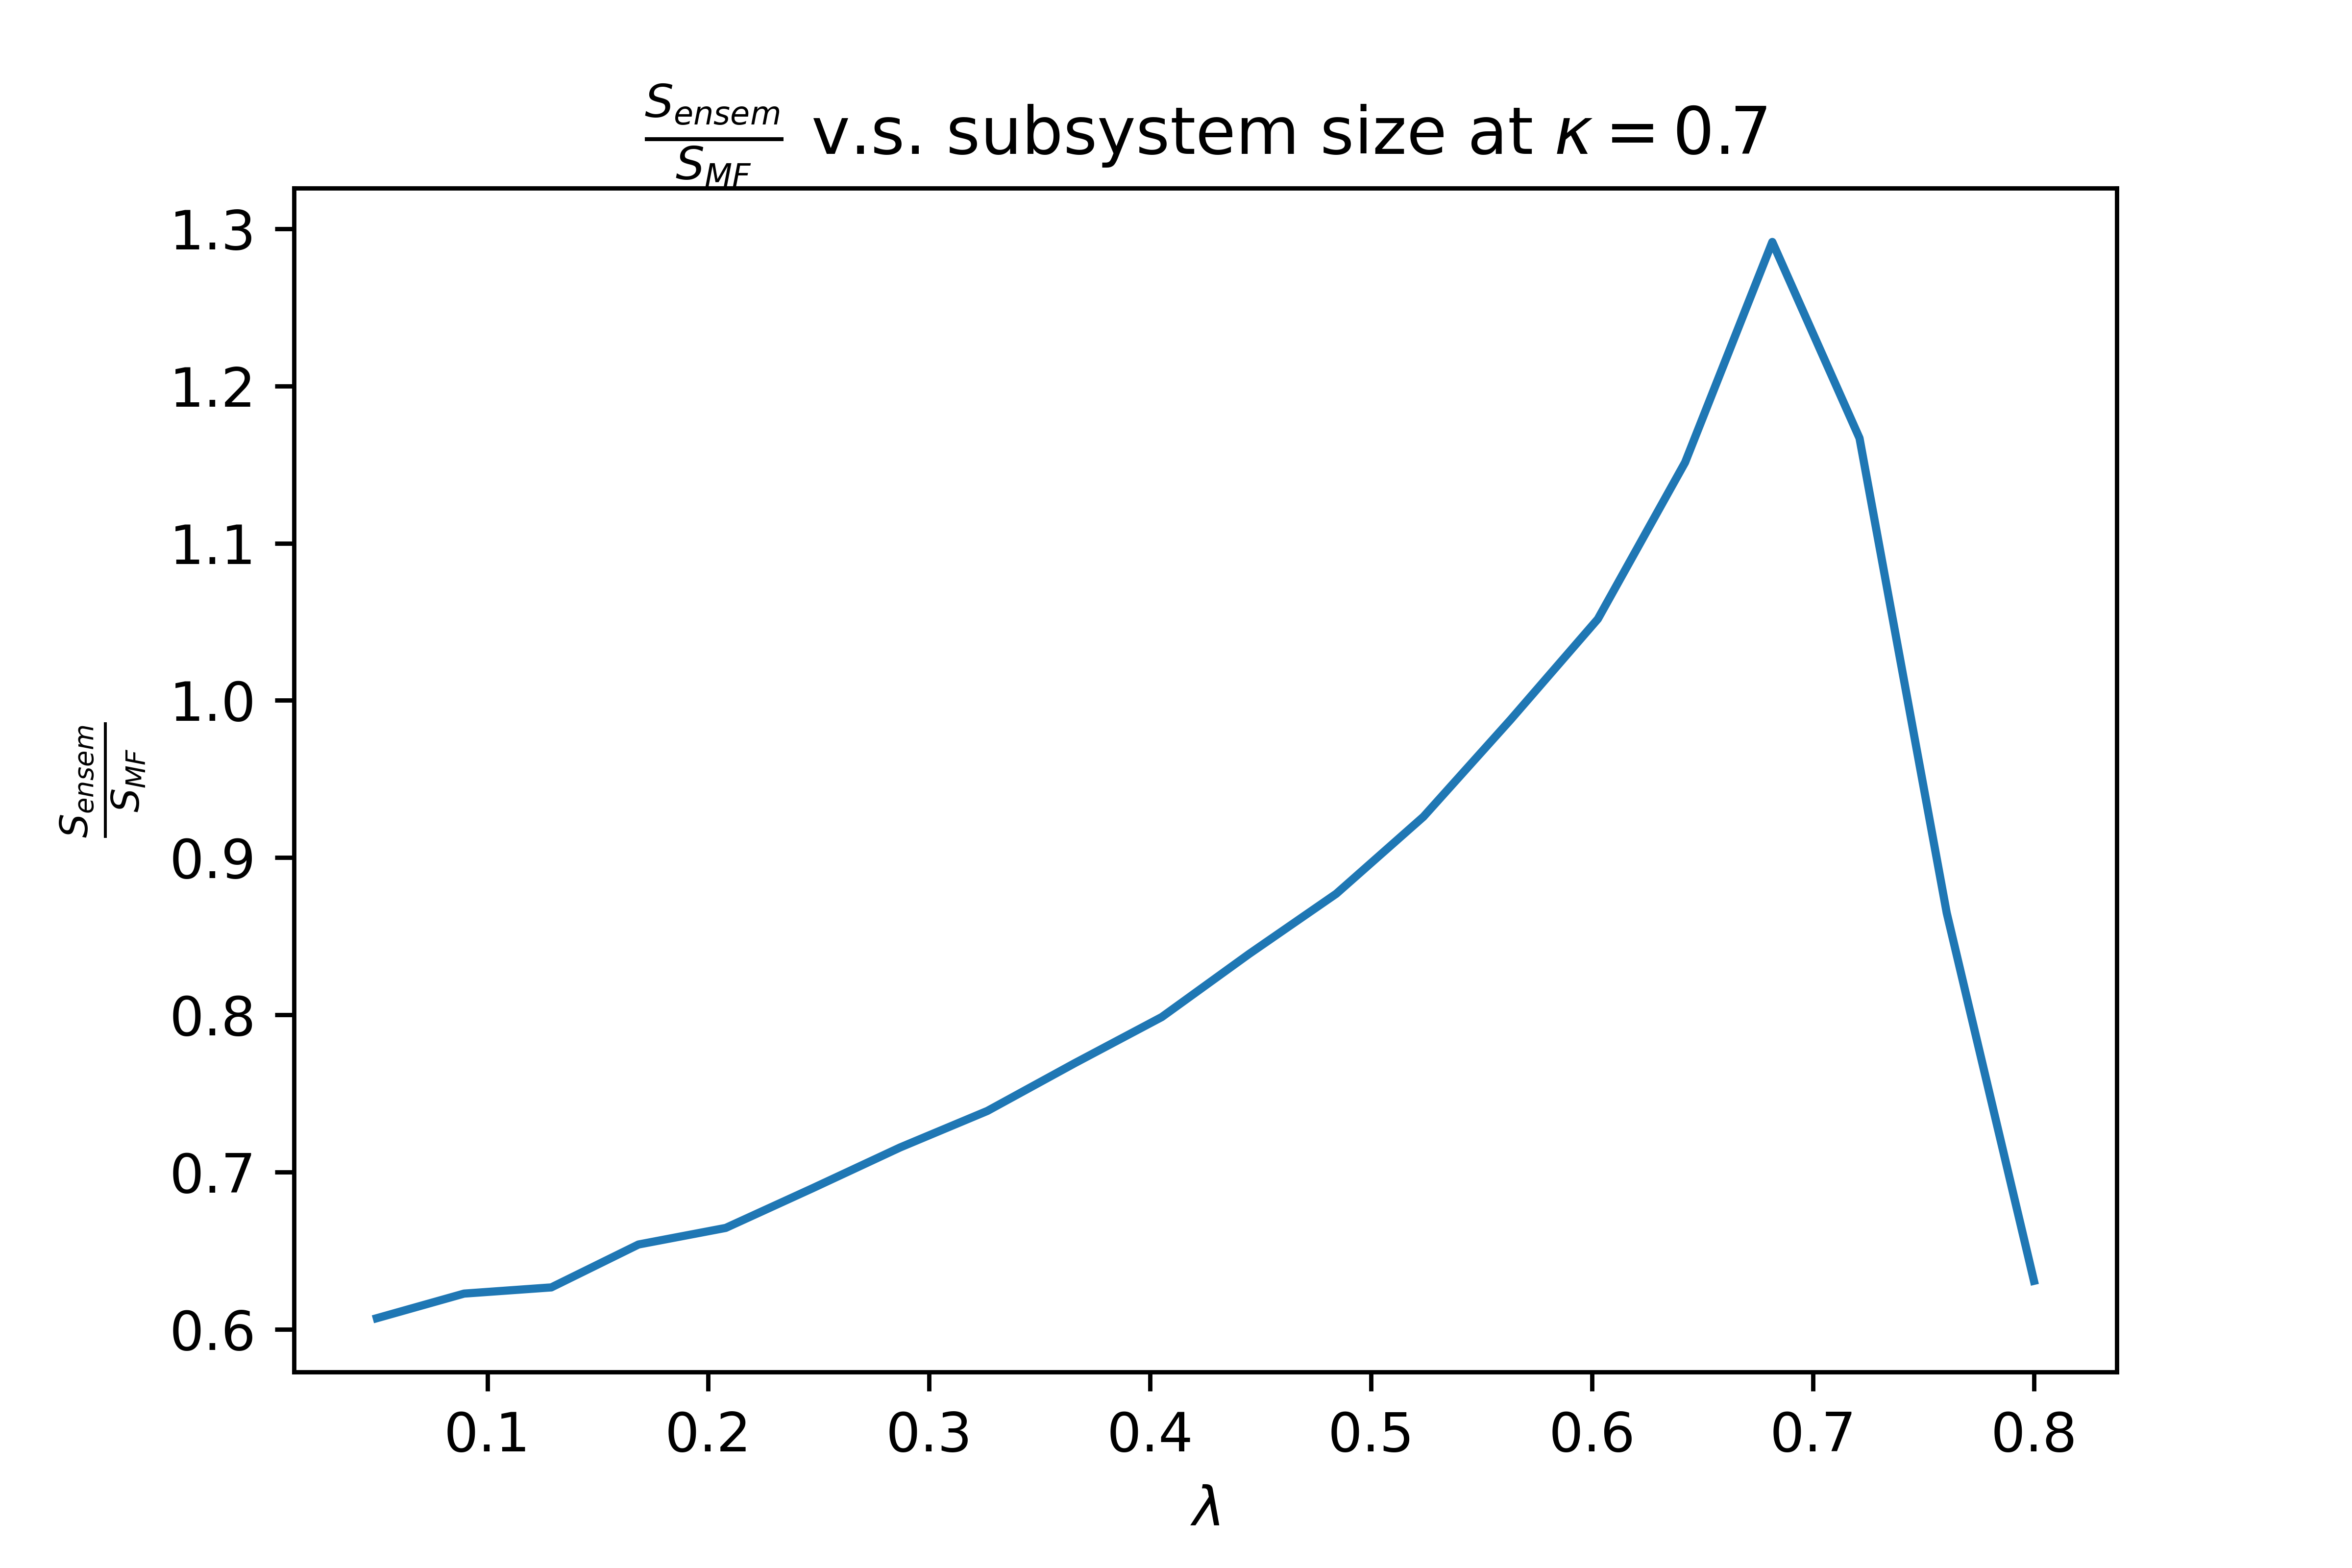 S_ensem/S_MF v.s. subsystem size at κ = 0.7
1.3
1.2
1.1
1.0
0.9
0.8
0.7
0.6
S_ensem/S_MF
0.1 0.2 0.3 0.4 0.5 0.6 0.7 0.8
λ